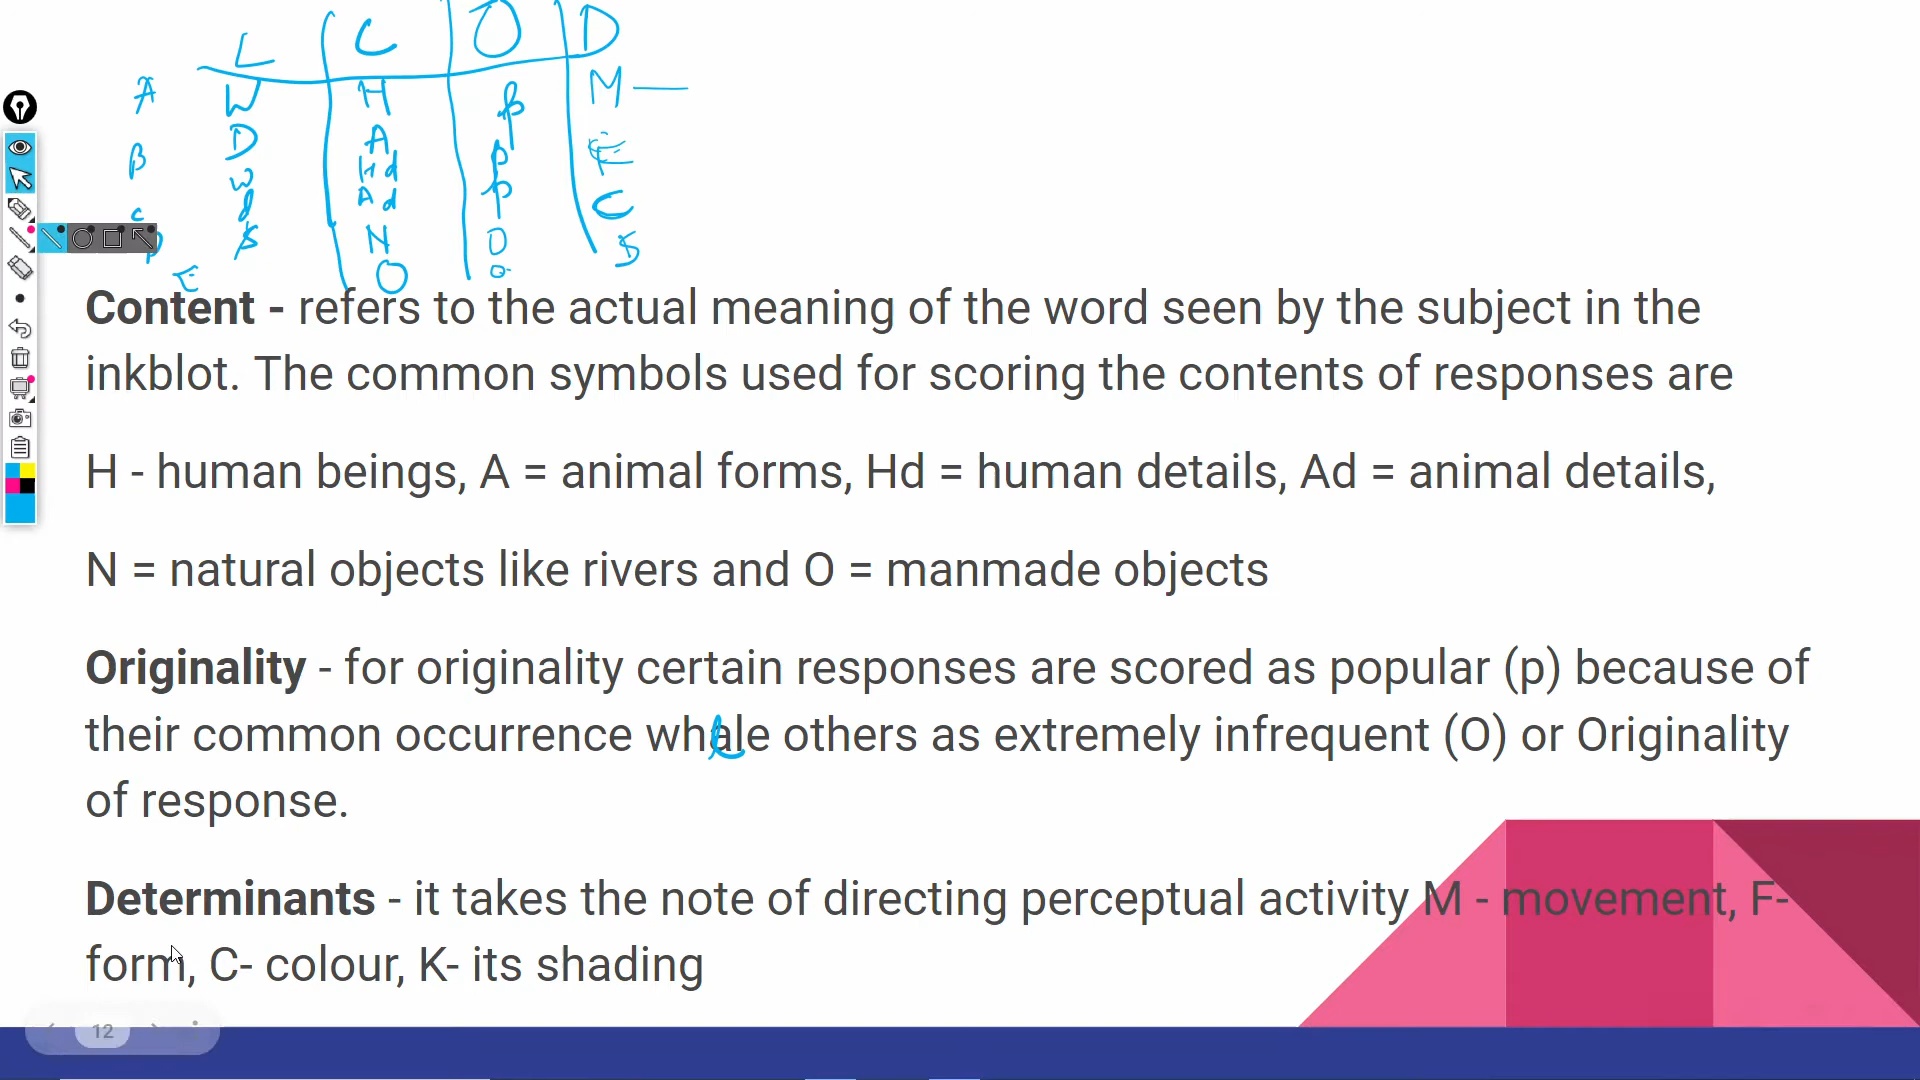 L C O D
A W H p M
D A
B Hd p F
W p
d Ad C
C
S N O S
D
E O O
Content - refers to the actual meaning of the word seen by the subject in the
inkblot. The common symbols used for scoring the contents of responses are
H - human beings, A = animal forms, Hd = human details, Ad = animal details,
N = natural objects like rivers and O = manmade objects
Originality - for originality certain responses are scored as popular (p) because of
their common occurrence whale others as extremely infrequent (O) or Originality
of response.
Determinants - it takes the note of directing perceptual activity M - movement, F-
form, C- colour, K- its shading
12